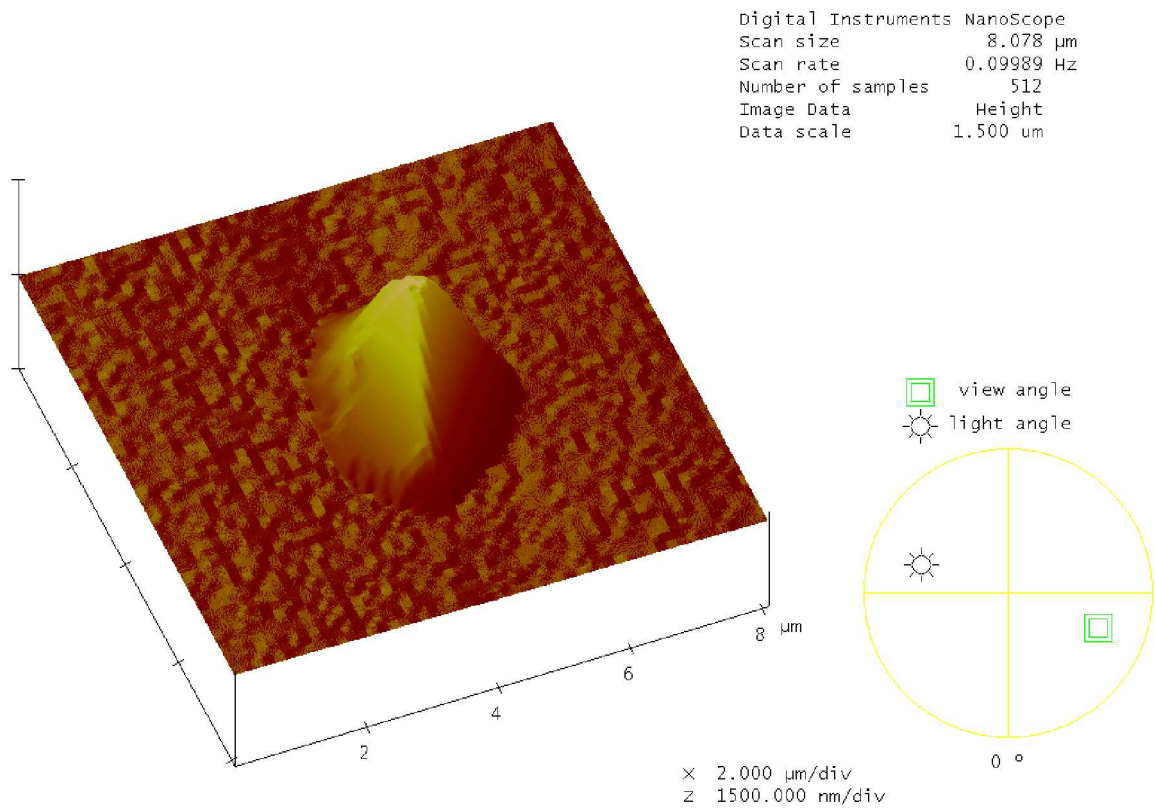 Digital Instruments NanoScope
Scan size 8.078 µm
Scan rate 0.09989 Hz
Number of samples 512
Image Data Height
Data scale 1.500 um
view angle
light angle
8 µm
6
4
2
0 º
X 2.000 µm/div
Z 1500.000 nm/div